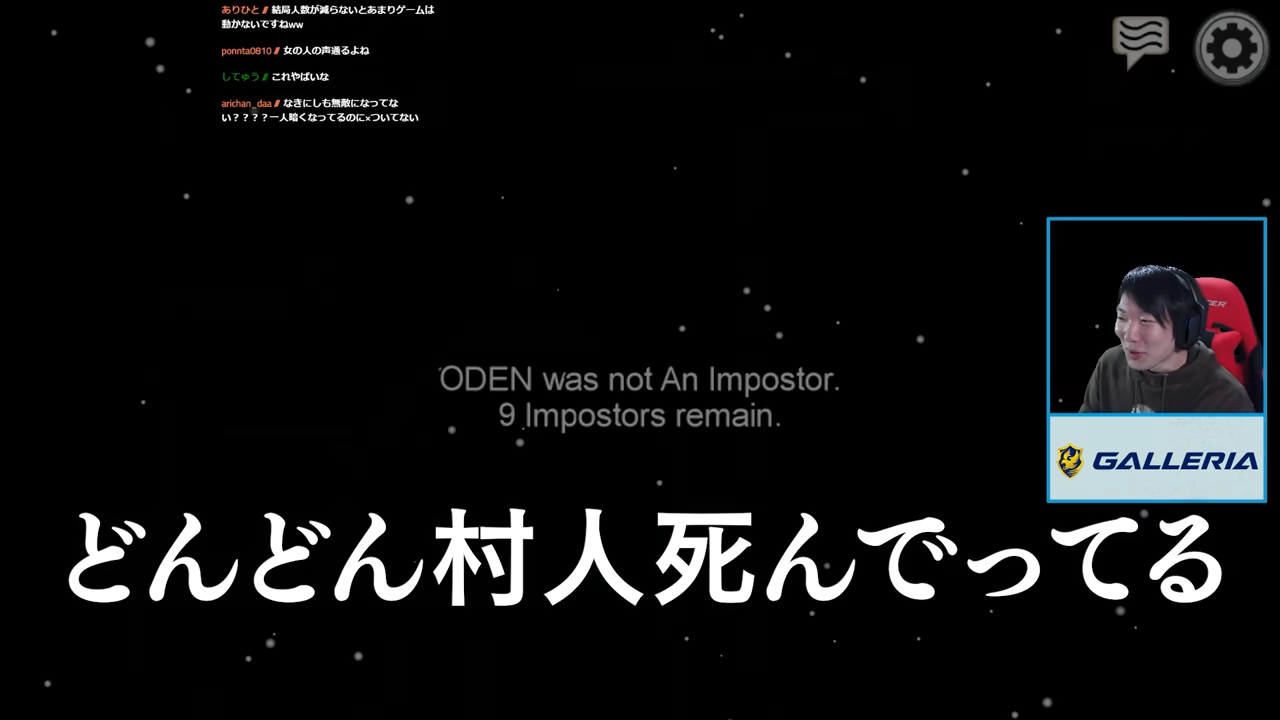 ありひと // 結局人数が減らないとあまりゲームは
動かないですねww
ponnta0810 // 女の人の声通るよね
してゅう // これやばいな
arichan_daa // なきにしも無敵になってな
い？？？？一人暗くなってるのに×ついてない
ODEN was not An Impostor.
9 Impostors remain.
CER
GALLERIA
どんどん村人死んでってる